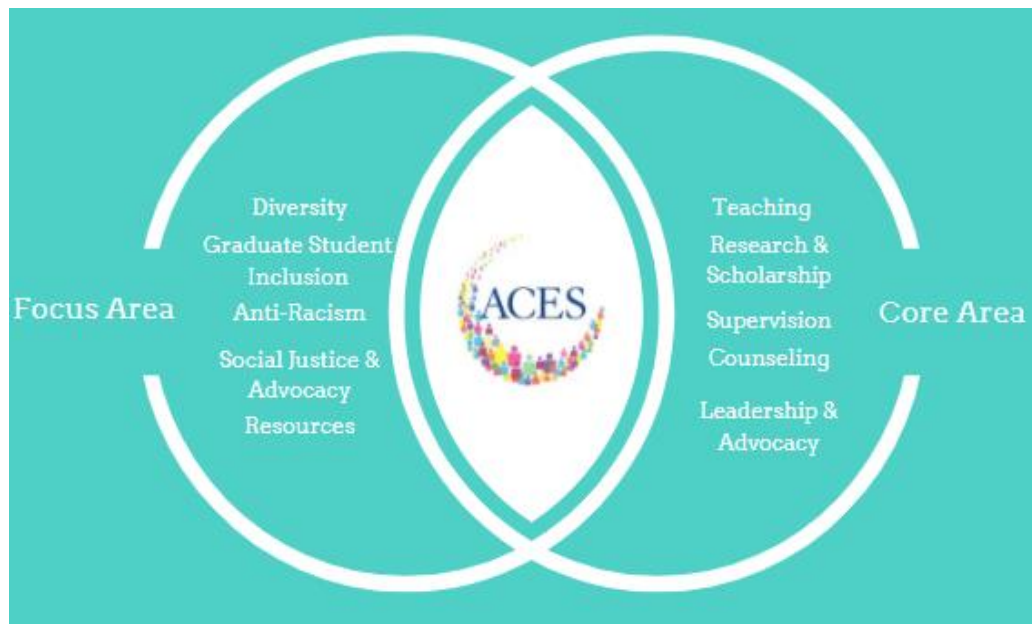 Focus Area
Diversity
Graduate Student
Inclusion
Anti-Racism
Social Justice &
Advocacy
Resources
ACES
Teaching
Research &
Scholarship
Supervision
Counseling
Leadership &
Advocacy
Core Area